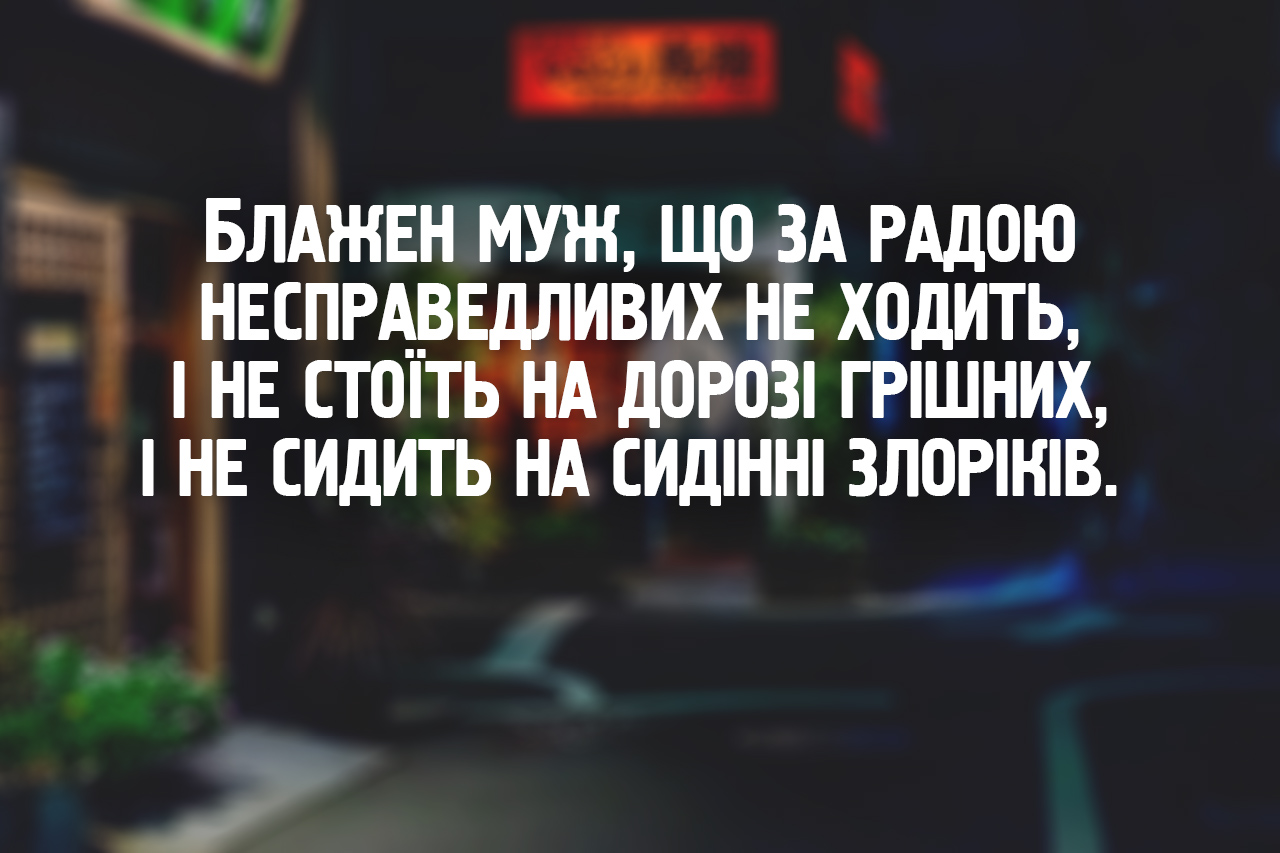 Блажен муж, що за радою
несправедливих не ходить,
і не стоїть на дорозі грішних,
і не сидить на сидінні злоріків.